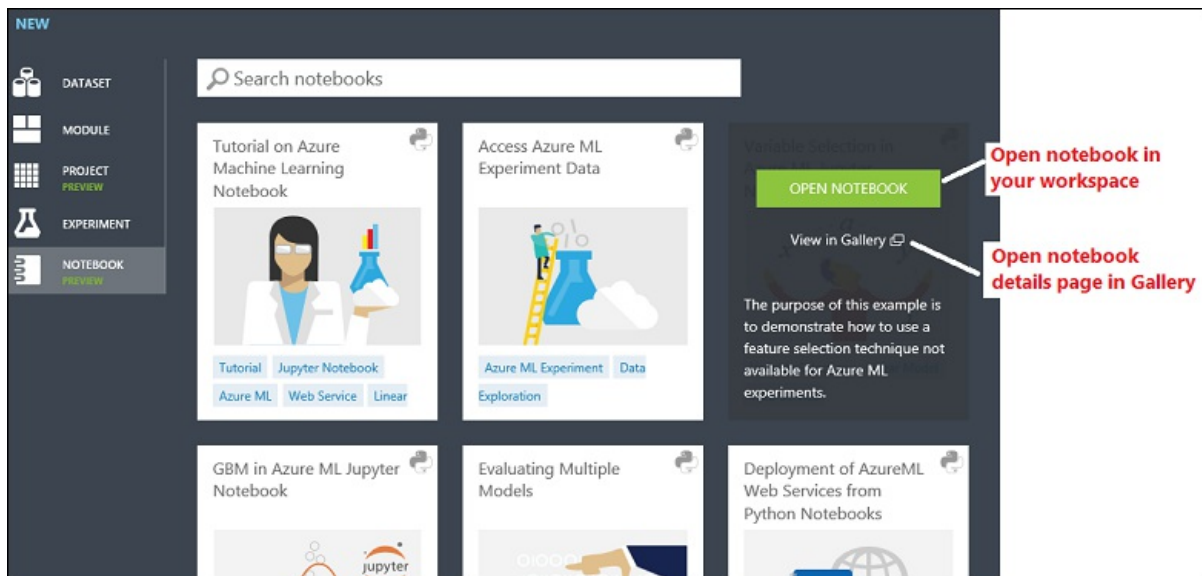 NEW
DATASET
MODULE
PROJECT
PREVIEW
EXPERIMENT
NOTEBOOK
PREVIEW
Search notebooks
Tutorial on Azure
Machine Learning
Notebook
Tutorial Jupyter Notebook
Azure ML Web Service Linear
Access Azure ML
Experiment Data
Azure ML Experiment Data
Exploration
Variable Selection in
OPEN NOTEBOOK
View in Gallery
The purpose of this example is
to demonstrate how to use a
feature selection technique not
available for Azure ML
experiments.
Open notebook in
your workspace
Open notebook
details page in Gallery
GBM in Azure ML Jupyter
Notebook
jupyter
Evaluating Multiple
Models
Deployment of AzureML
Web Services from
Python Notebooks